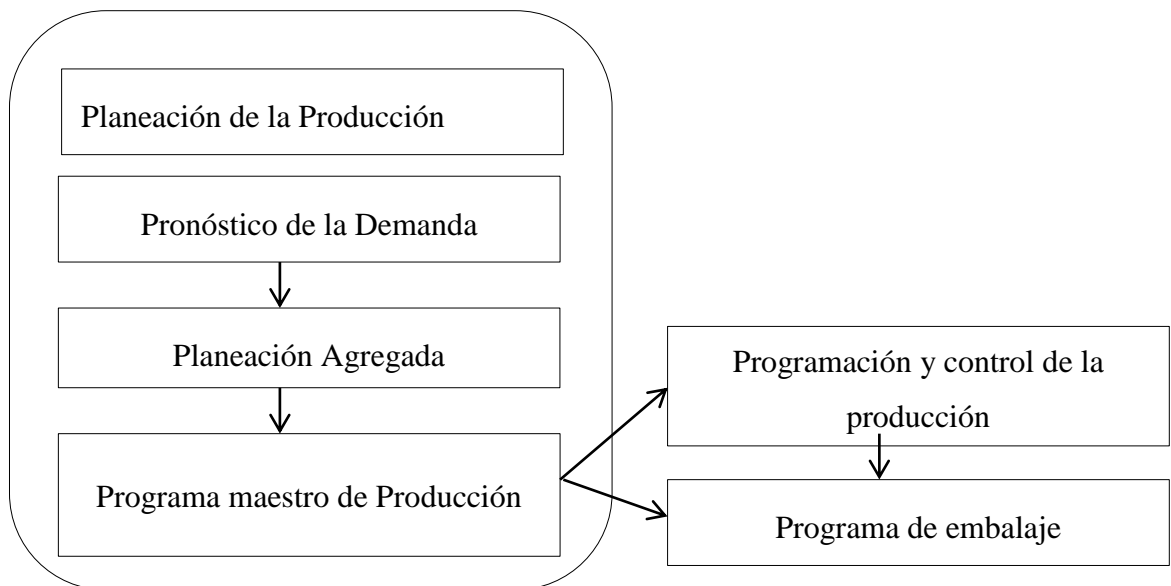 Planeación de la Producción
Pronóstico de la Demanda
Planeación Agregada
Programa maestro de Producción
Programación y control de la
producción
Programa de embalaje